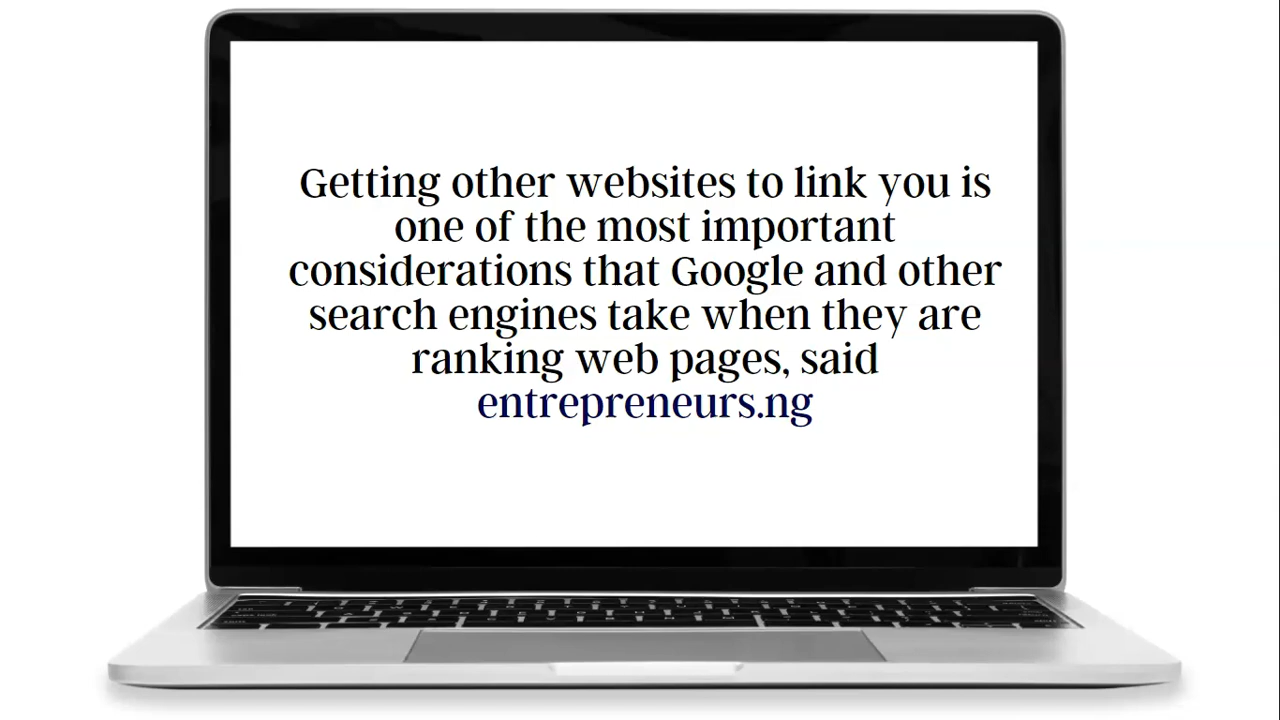 Getting other websites to link you is
one of the most important
considerations that Google and other
search engines take when they are
ranking web pages, said
entrepreneurs.ng